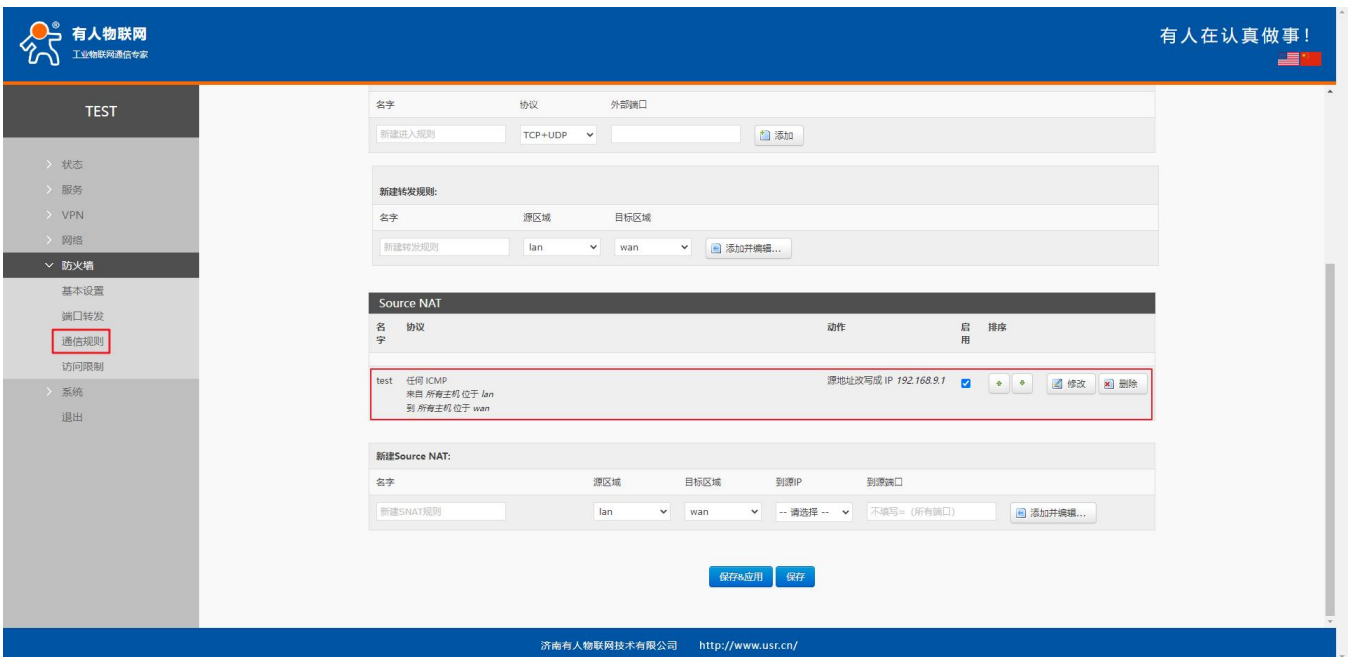 有人物联网
工业物联网通信专家
有人在认真做事！
TEST
状态
服务
VPN
网络
防火墙
基本设置
端口转发
通信规则
访问限制
系统
退出
名字 协议 外部端口
新建进入规则 TCP+UDP 添加
新建转发规则:
名字 源区域 目标区域
新建转发规则 lan wan 添加并编辑...
Source NAT
名字 协议 动作 启用 排序
test 任何 ICMP 源地址改写成 IP 192.168.9.1 修改 删除
来自 所有主机 位于 lan
到 所有主机 位于 wan
新建Source NAT:
名字 源区域 目标区域 到源IP 到源端口
新建SNAT规则 lan wan -- 请选择 -- 不填写=（所有端口） 添加并编辑...
保存&应用 保存
济南有人物联网技术有限公司 http://www.usr.cn/